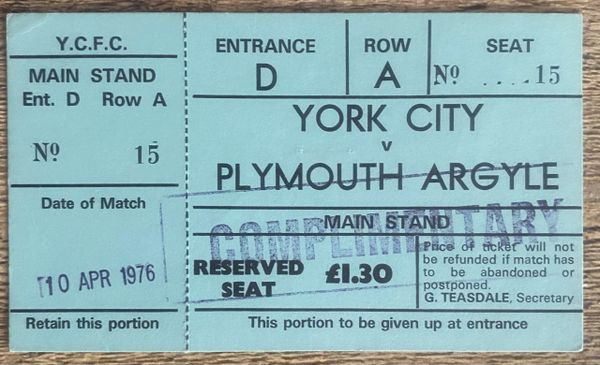 Y.C.F.C.
MAIN STAND
Ent. D Row A
Nº 15
Date of Match
10 APR 1976
Retain this portion
ENTRANCE
D
ROW
A
SEAT
Nº ....15
YORK CITY
v
PLYMOUTH ARGYLE
MAIN STAND
COMPLIMENTARY
RESERVED
SEAT
£1.30
Price of ticket will not
be refunded if match has
to be abandoned or
postponed.
G. TEASDALE, Secretary
This portion to be given up at entrance